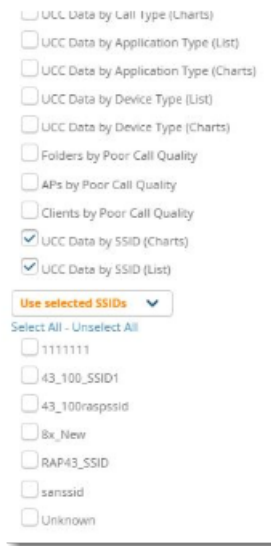 UCC Data by Call Type (Charts)
UCC Data by Application Type (List)
UCC Data by Application Type (Charts)
UCC Data by Device Type (List)
UCC Data by Device Type (Charts)
Folders by Poor Call Quality
APs by Poor Call Quality
Clients by Poor Call Quality
UCC Data by SSID (Charts)
UCC Data by SSID (List)
Use selected SSIDs
Select All - Unselect All
1111111
43_100_SSID1
43_100raspssid
8x_New
RAP43_SSID
sanssid
Unknown